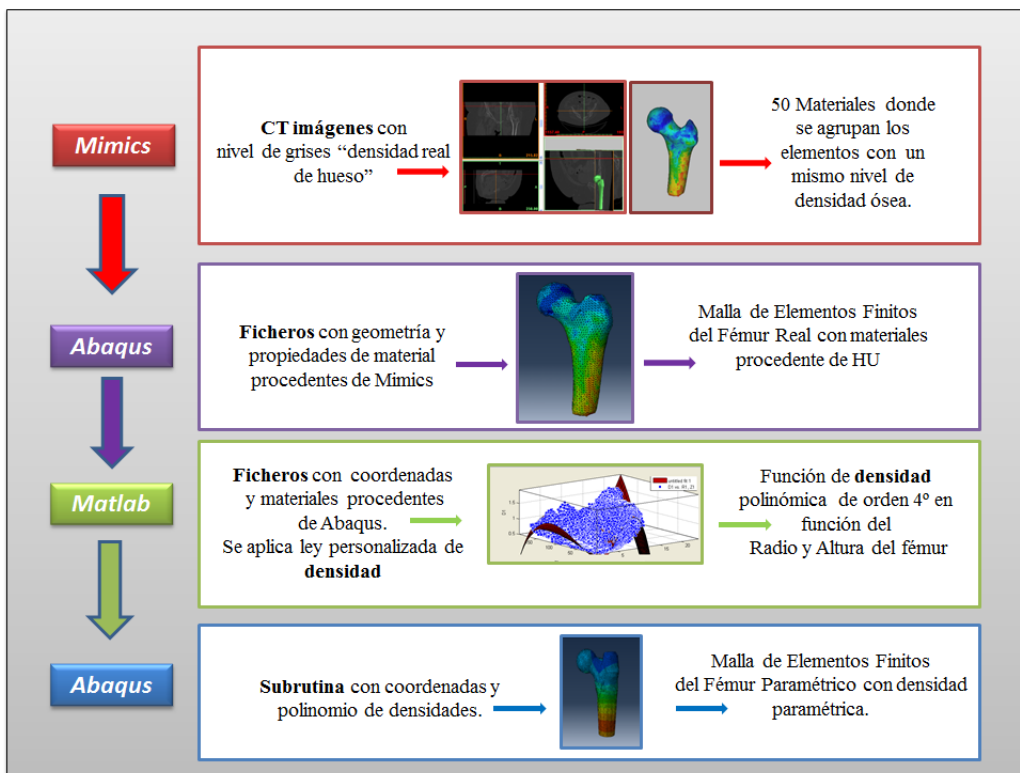 Mimics
CT imágenes con
nivel de grises “densidad real
de hueso”
50 Materiales donde
se agrupan los
elementos con un
mismo nivel de
densidad ósea.
Abaqus
Ficheros con geometría y
propiedades de material
procedentes de Mimics
Malla de Elementos Finitos
del Fémur Real con materiales
procedente de HU
Matlab
Ficheros con coordenadas
y materiales procedentes
de Abaqus.
Se aplica ley personalizada de
densidad
Función de densidad
polinómica de orden 4º en
función del
Radio y Altura del fémur
Abaqus
Subrutina con coordenadas y
polinomio de densidades.
Malla de Elementos Finitos
del Fémur Paramétrico con densidad
paramétrica.